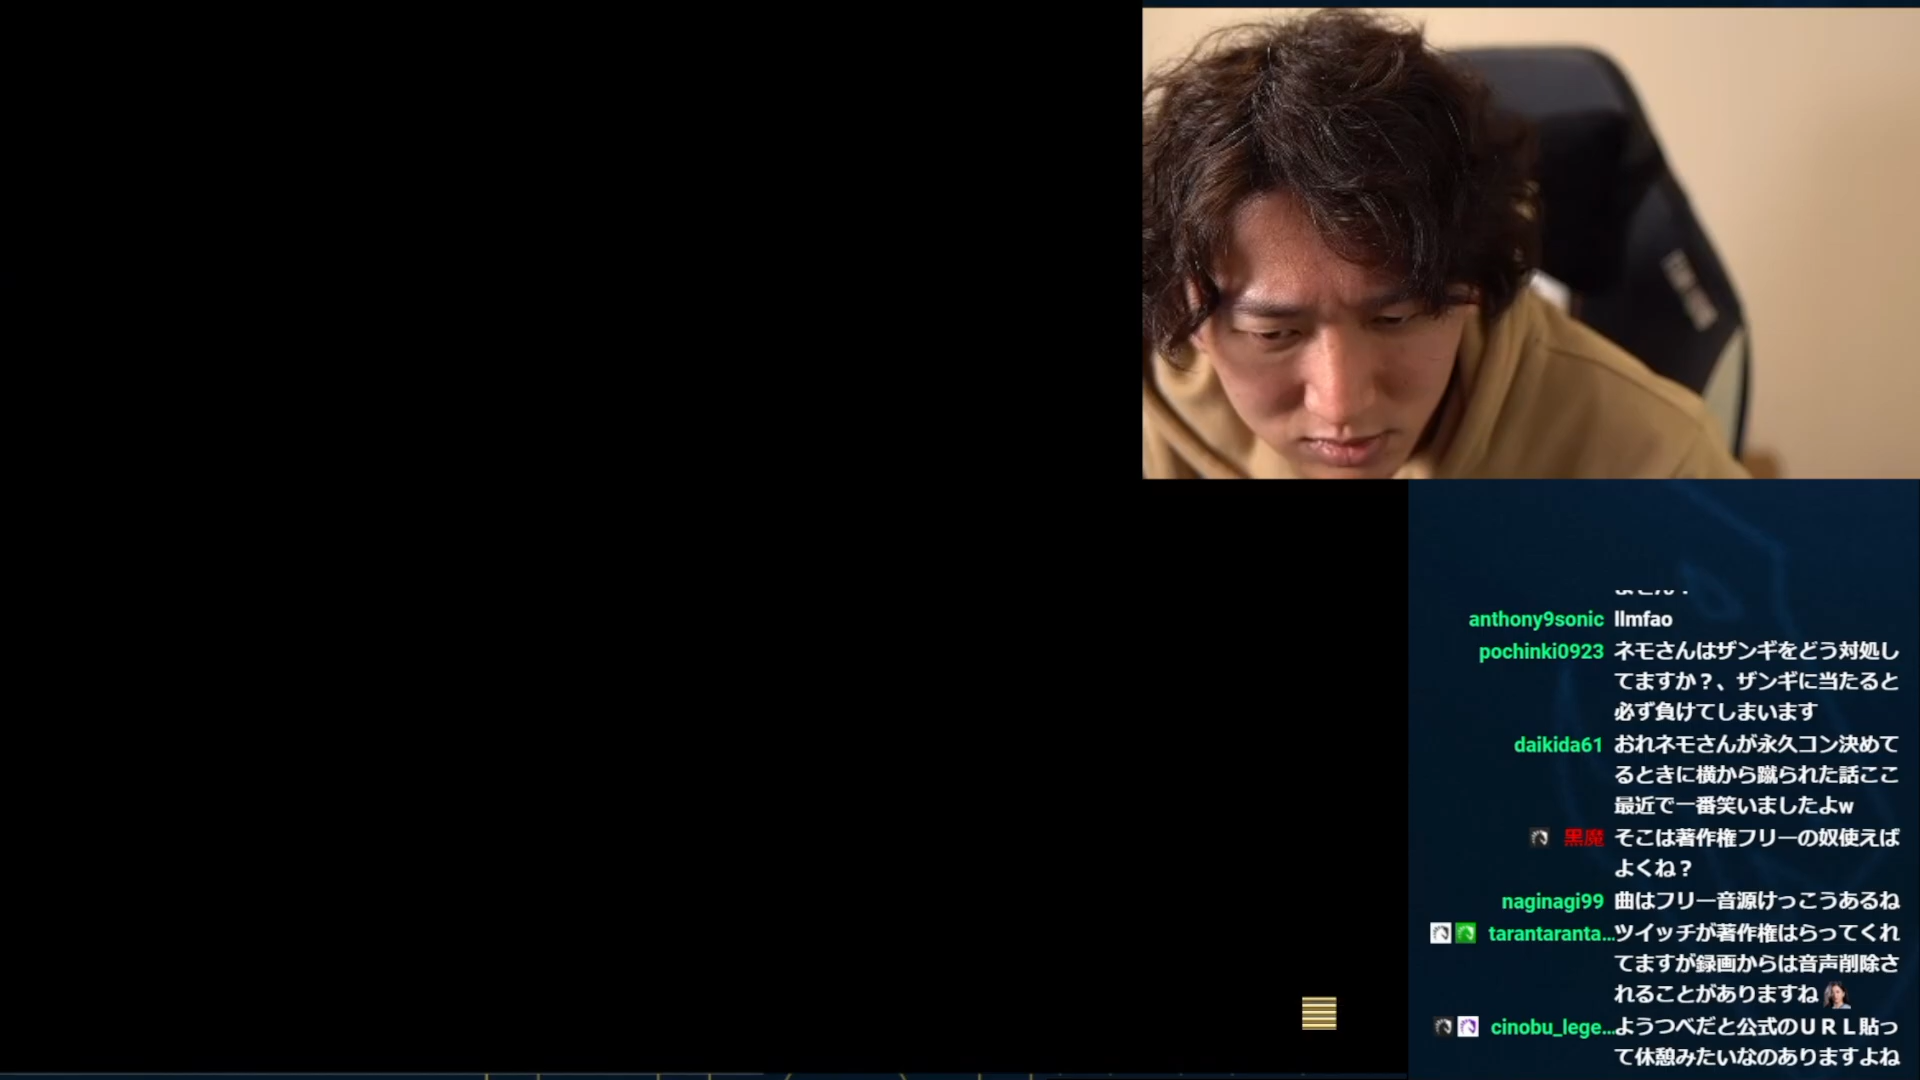 anthony9sonic llmfao
pochinki0923 ネモさんはザンギをどう対処し
てますか？、ザンギに当たると
必ず負けてしまいます
daikida61 おれネモさんが永久コン決めて
るときに横から蹴られた話ここ
最近で一番笑いましたよw
黒魔 そこは著作権フリーの奴使えば
よくね？
naginagi99 曲はフリー音源けっこうあるね
tarantaranta... ツイッチが著作権はらってくれ
てますが録画からは音声削除さ
れることがありますね
cinobu_lege... ようつべだと公式のＵＲＬ貼っ
て休憩みたいなのありますよね